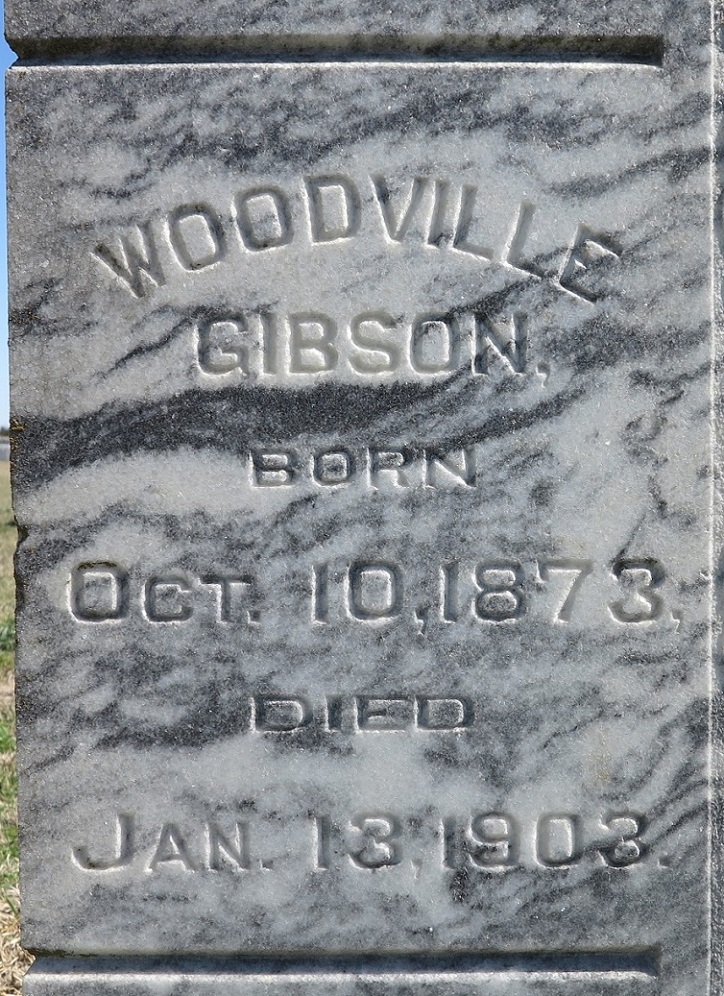 WOODVILLE
GIBSON,
BORN
OCT. 10, 1873,
DIED
JAN. 13, 1903.